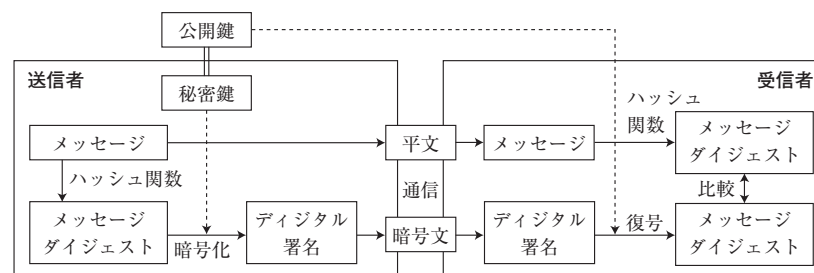 公開鍵
送信者
受信者
秘密鍵
ハッシュ
関数
メッセージ
平文
メッセージ
メッセージ
ダイジェスト
ハッシュ関数
通信
比較
メッセージ
ダイジェスト
暗号化
ディジタル
署名
暗号文
ディジタル
署名
復号
メッセージ
ダイジェスト